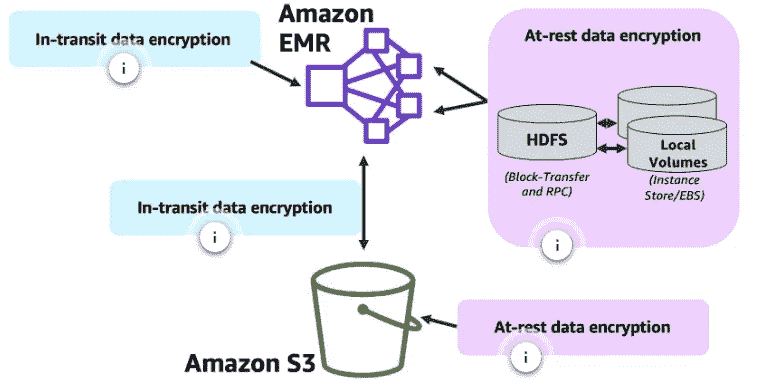 In-transit data encryption
i
Amazon
EMR
At-rest data encryption
HDFS
(Block-Transfer
and RPC)
Local
Volumes
(Instance
Store/EBS)
i
In-transit data encryption
i
Amazon S3
At-rest data encryption
i